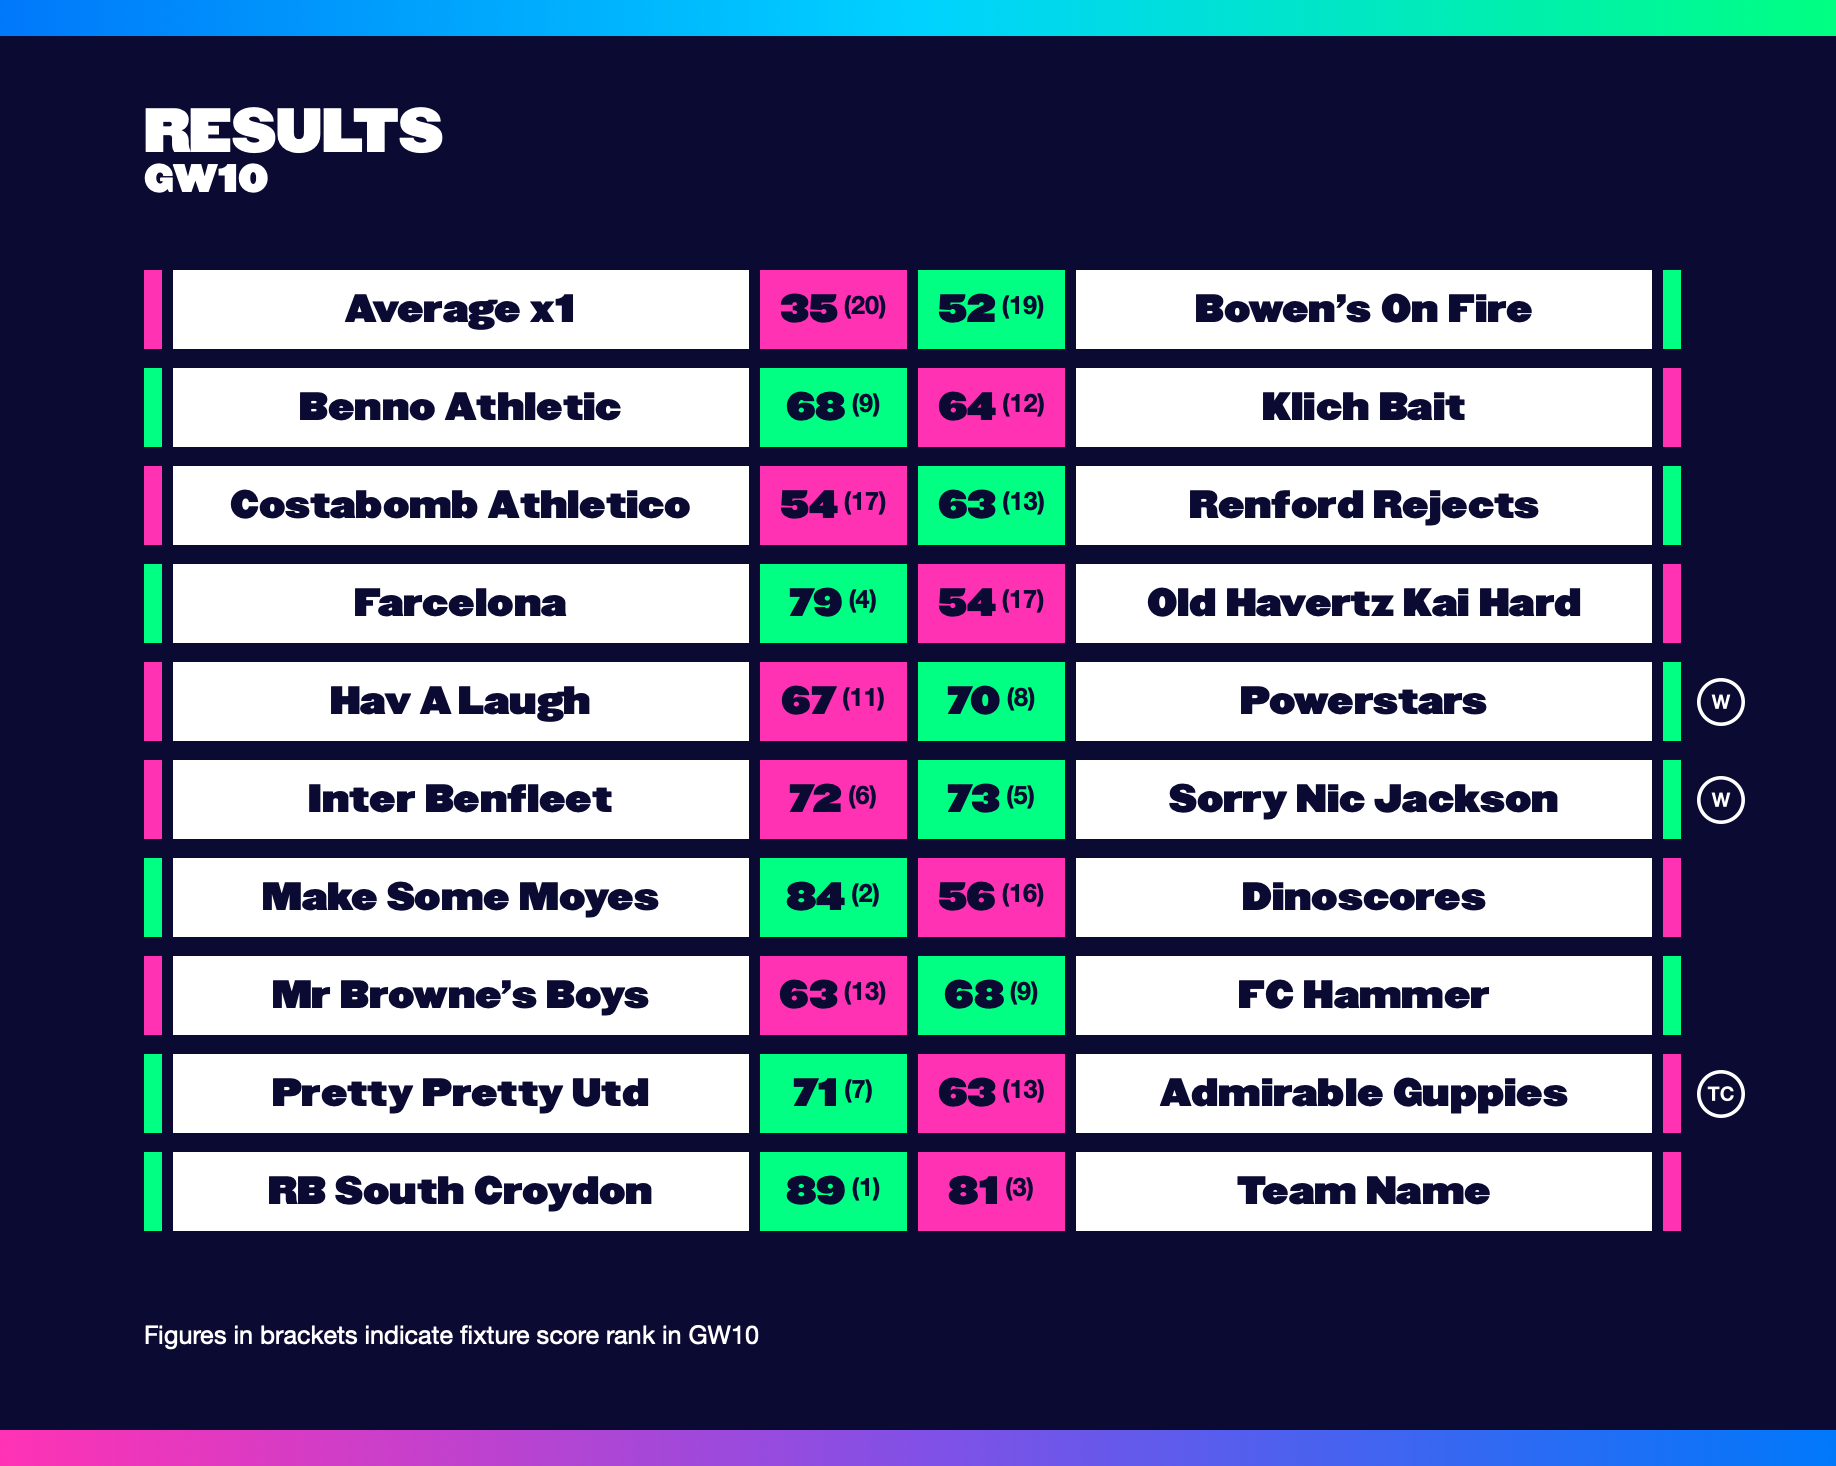 RESULTS
GW10
Average x1 35 (20) 52 (19) Bowen’s On Fire
Benno Athletic 68 (9) 64 (12) Klich Bait
Costabomb Athletico 54 (17) 63 (13) Renford Rejects
Farcelona 79 (4) 54 (17) Old Havertz Kai Hard
Hav A Laugh 67 (11) 70 (8) Powerstars W
Inter Benfleet 72 (6) 73 (5) Sorry Nic Jackson W
Make Some Moyes 84 (2) 56 (16) Dinoscores
Mr Browne’s Boys 63 (13) 68 (9) FC Hammer
Pretty Pretty Utd 71 (7) 63 (13) Admirable Guppies TC
RB South Croydon 89 (1) 81 (3) Team Name
Figures in brackets indicate fixture score rank in GW10